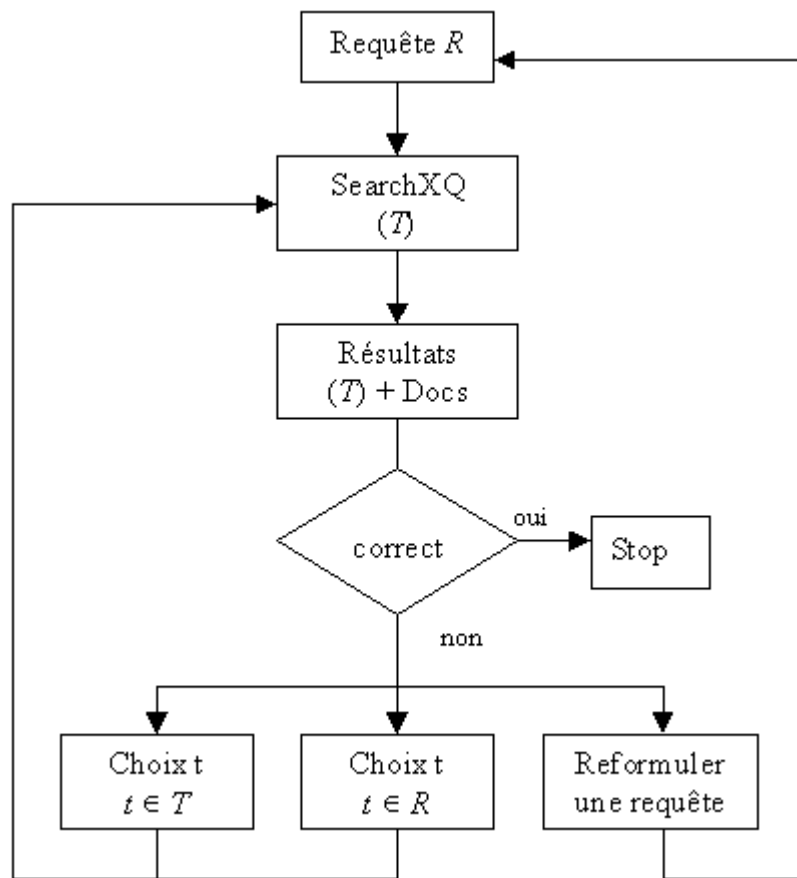 Requête R
SearchXQ
(T)
Résultats
(T) + Docs
correct
oui
Stop
non
Choix t
t ∈ T
Choix t
t ∈ R
Reformuler
une requête